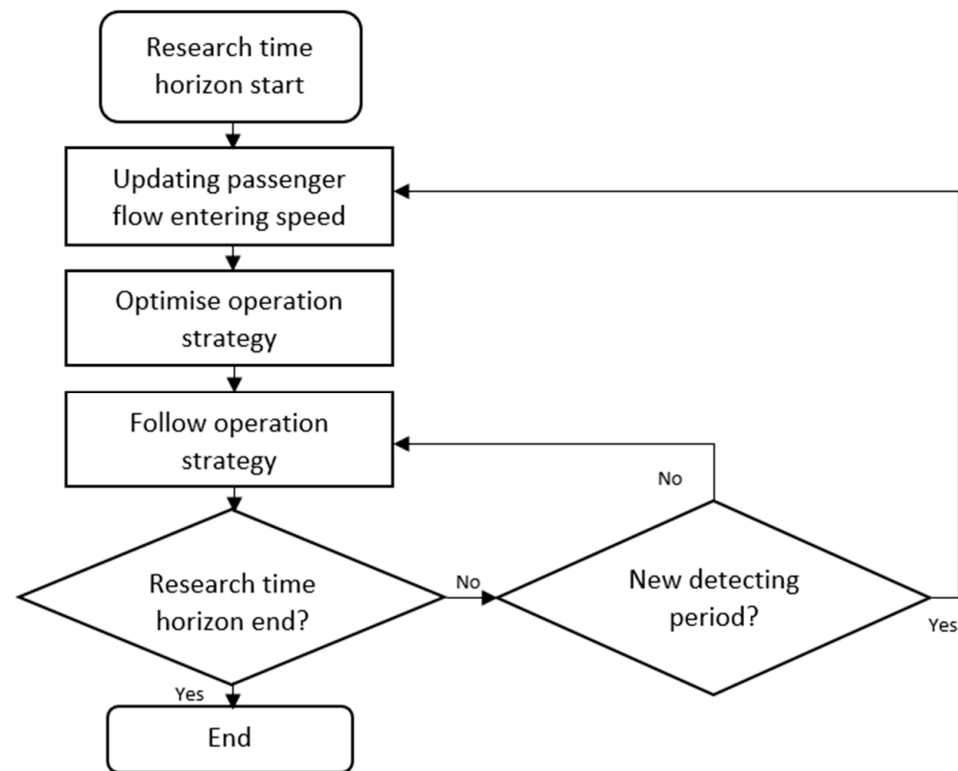 Research time
horizon start
Updating passenger
flow entering speed
Optimise operation
strategy
Follow operation
strategy
No
Research time
horizon end?
No
New detecting
period?
Yes
Yes
End